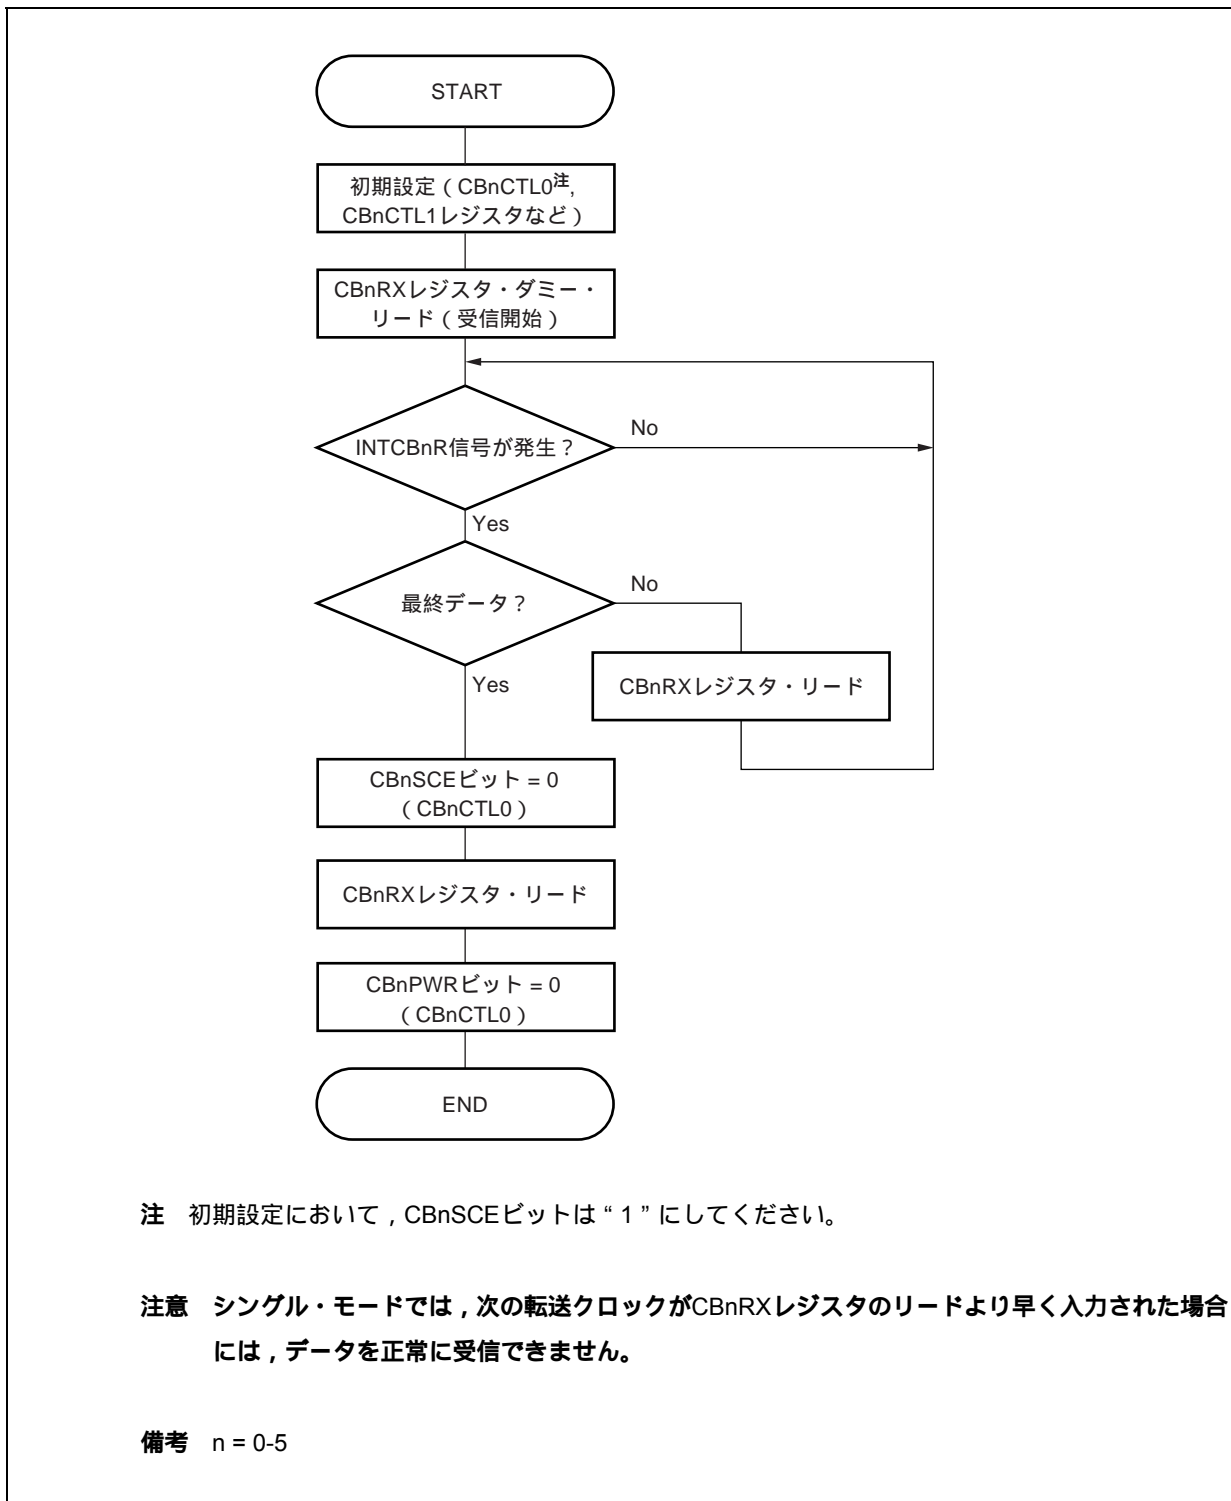 START
初期設定（CBnCTL0注,
CBnCTL1レジスタなど）
CBnRXレジスタ・ダミー・
リード（受信開始）
INTCBnR信号が発生？
No
Yes
最終データ？
No
Yes
CBnRXレジスタ・リード
CBnSCEビット = 0
（CBnCTL0）
CBnRXレジスタ・リード
CBnPWRビット = 0
（CBnCTL0）
END
注 初期設定において，CBnSCEビットは“1”にしてください。
注意 シングル・モードでは，次の転送クロックがCBnRXレジスタのリードより早く入力された場合
には，データを正常に受信できません。
備考 n = 0-5